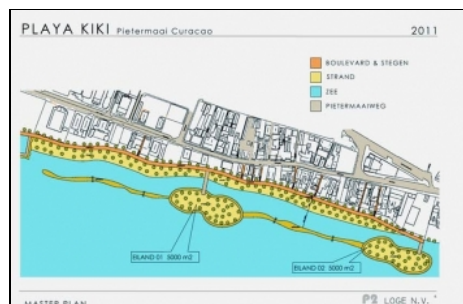 PLAYA KIKI Pietermaai Curacao 2011
BOULEVARD & STEGEN
STRAND
ZEE
PIETERMAAIWEG
EILAND 01 5000 m2
EILAND 02 5000 m2
MASTER PLAN
P2 LOGE N.V.